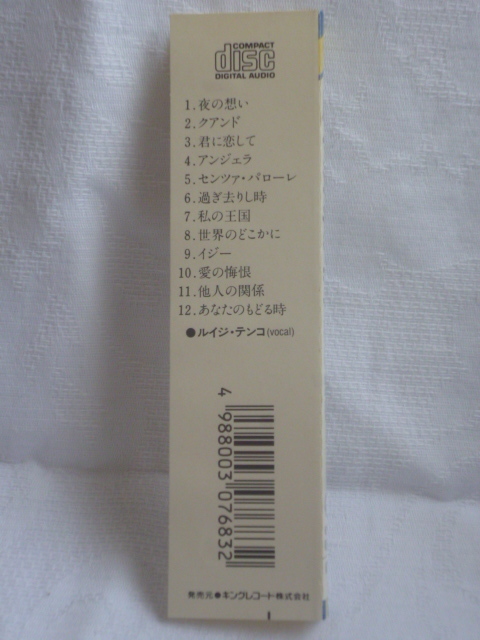 COMPACT
disc
DIGITAL AUDIO
1.夜の想い
2.クアンド
3.君に恋して
4.アンジェラ
5.センツァ・パローレ
6.過ぎ去りし時
7.私の王国
8.世界のどこかに
9.イジー
10.愛の悔恨
11.他人の関係
12.あなたのもどる時
●ルイジ・テンコ(vocal)
4 988003 076832
発売元●キングレコード株式会社